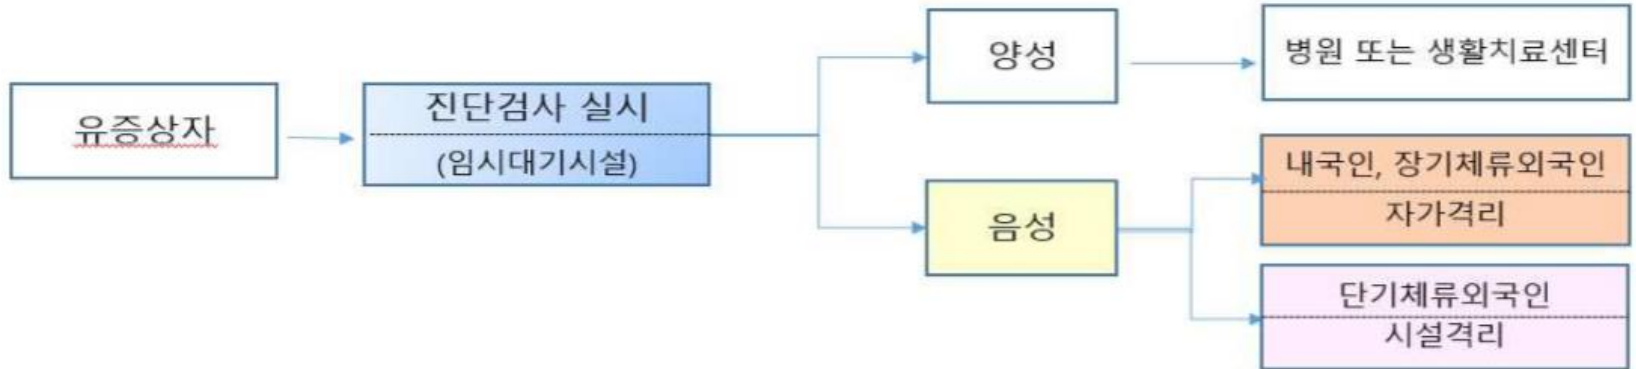 유증상자
진단검사 실시
(임시대기시설)
양성
병원 또는 생활치료센터
음성
내국인, 장기체류외국인
자가격리
단기체류외국인
시설격리